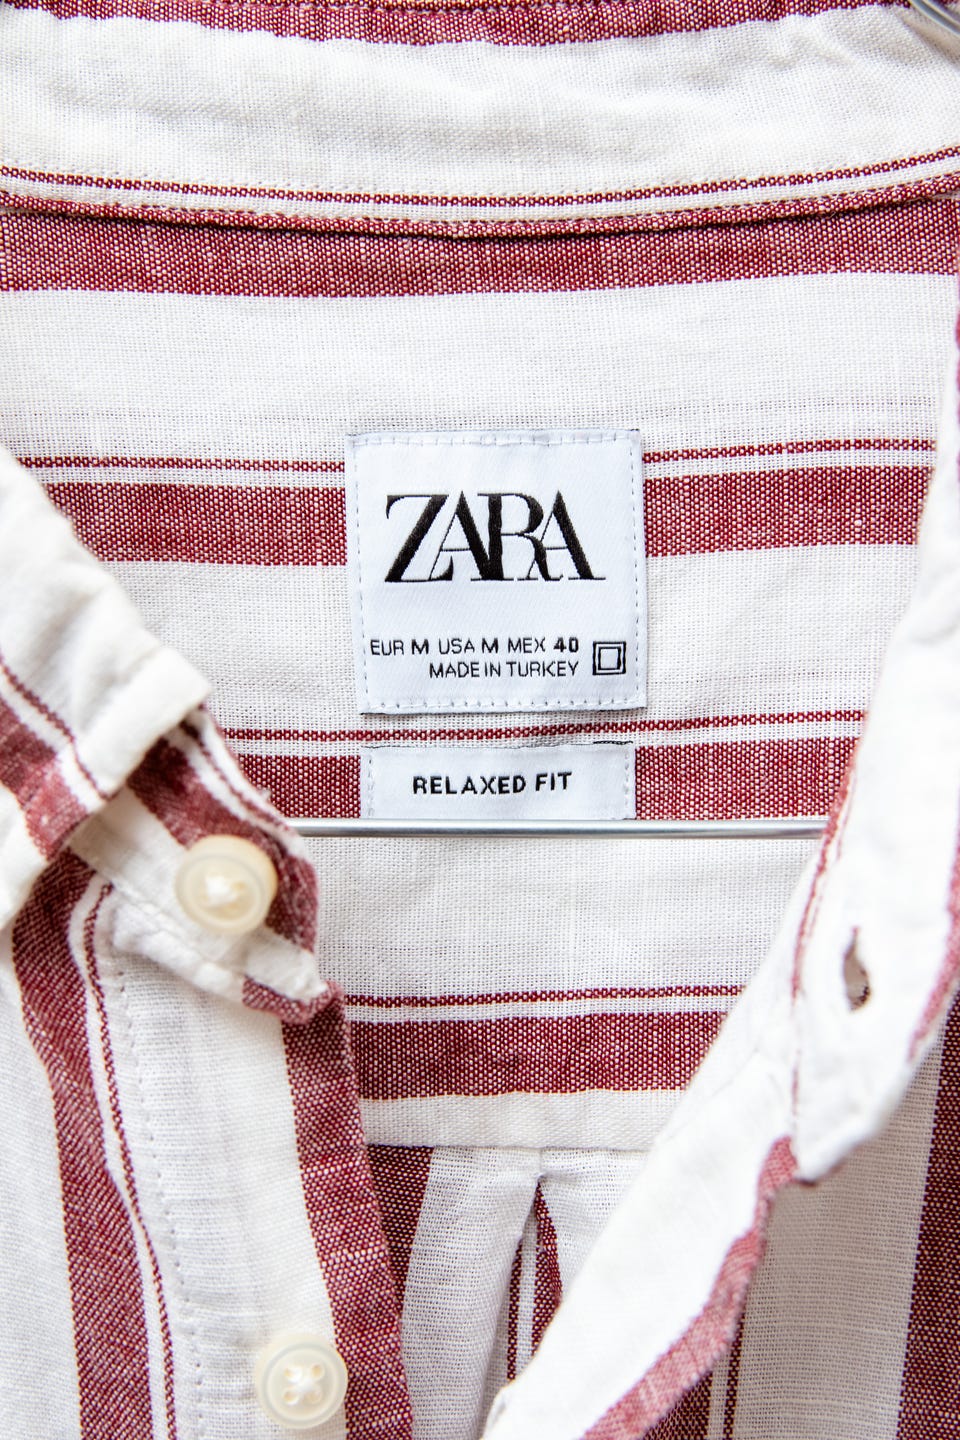 ZARA
EUR M USA M MEX 40
MADE IN TURKEY
RELAXED FIT